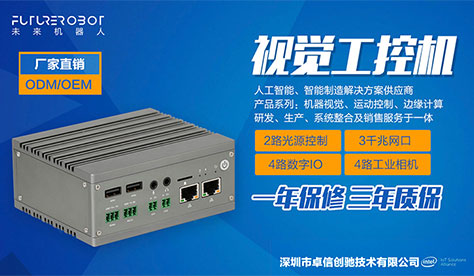 FUTUREROBOT
未来机器人
厂家直销
ODM/OEM
视觉工控机
人工智能、智能制造解决方案供应商
产品系列：机器视觉、运动控制、边缘计算
研发、生产、系统整合及销售服务于一体
2路光源控制
3千兆网口
4路数字IO
4路工业相机
一年保修 三年质保
深圳市卓信创驰技术有限公司
intel
IoT Solutions
Alliance